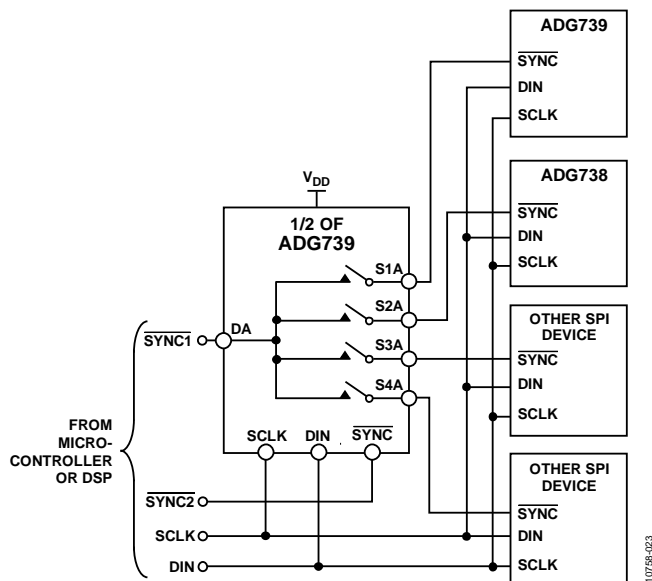 ADG739
SYNC
DIN
SCLK
ADG738
SYNC
DIN
SCLK
OTHER SPI
DEVICE
SYNC
DIN
SCLK
OTHER SPI
DEVICE
SYNC
DIN
SCLK
VDD
1/2 OF
ADG739
S1A
S2A
S3A
S4A
DA
SCLK
DIN
SYNC
SYNC1
FROM
MICRO-
CONTROLLER
OR DSP
SYNC2
SCLK
DIN
10758-023